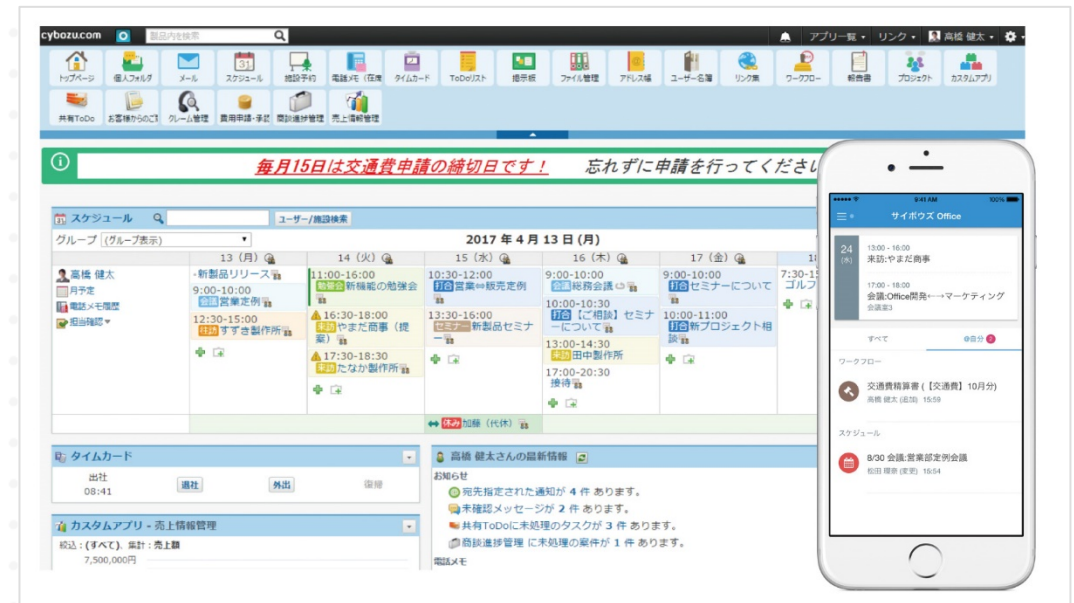 cybozu.com 製品内を検索 アプリ一覧 リンク 高橋 健太
トップページ 個人フォルダ メール スケジュール 施設予約 電話メモ（在席 タイムカード ToDoリスト 掲示板 ファイル管理 アドレス帳 ユーザー名簿 リンク集 ワークフロー 報告書 プロジェクト カスタムアプリ
共有ToDo お客様からのご クレーム管理 費用申請・承認 商談進捗管理 売上情報管理
毎月15日は交通費申請の締切日です！ 忘れずに申請を行ってください
スケジュール ユーザー/施設検索
グループ (グループ表示) 2017 年 4 月 13 日 (月)
13（月） 14（火） 15（水） 16（木） 17（金） 18
高橋 健太
月予定
電話メモ履歴
担当確認
・新製品リリース
9:00-10:00
会議 営業定例
12:30-15:00
往訪 すずき製作所
11:00-16:00
勉強会 新機能の勉強会
16:30-18:00
来訪 やまだ商事（提案）
17:30-18:30
来訪 たなか製作所
10:30-12:00
打合 営業⇔販売定例
13:30-16:00
セミナー 新製品セミナー
9:00-10:00
会議 総務会議
10:00-10:30
打合 【ご相談】セミナーについて
13:00-14:30
来訪 田中製作所
17:00-20:30
接待
9:00-10:00
打合 セミナーについて
10:00-11:00
打合 新プロジェクト相談
7:30-15
ゴルフ
休み 加藤（代休）
タイムカード
出社 退社 外出 復帰
08:41
カスタムアプリ - 売上情報管理
絞込：(すべて)、集計：売上額
7,500,000円
高橋 健太さんの最新情報
お知らせ
宛先指定された通知が 4 件 あります。
未確認メッセージが 2 件 あります。
共有ToDoに未処理のタスクが 3 件 あります。
商談進捗管理 に未処理の案件が 1 件 あります。
電話メモ
9:41 AM 100%
サイボウズ Office
24 13:00 - 16:00
(水) 来訪:やまだ商事
17:00 - 18:00
会議:Office開発←→マーケティング
会議室3
すべて @自分 2
ワークフロー
交通費精算書 (【交通費】10月分)
高橋 健太 (追加) 15:59
スケジュール
8/30 会議:営業部定例会議
松田 環奈 (変更) 16:54